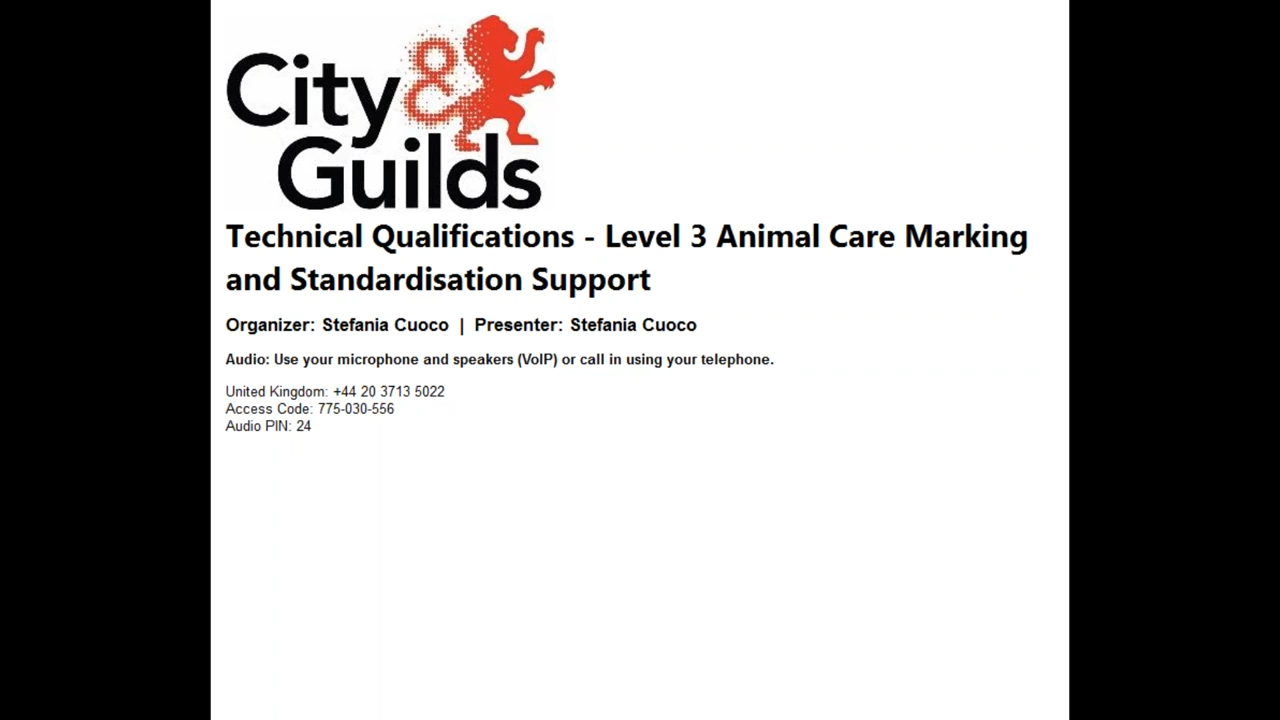 City &
Guilds
Technical Qualifications - Level 3 Animal Care Marking
and Standardisation Support
Organizer: Stefania Cuoco | Presenter: Stefania Cuoco
Audio: Use your microphone and speakers (VoIP) or call in using your telephone.
United Kingdom: +44 20 3713 5022
Access Code: 775-030-556
Audio PIN: 24